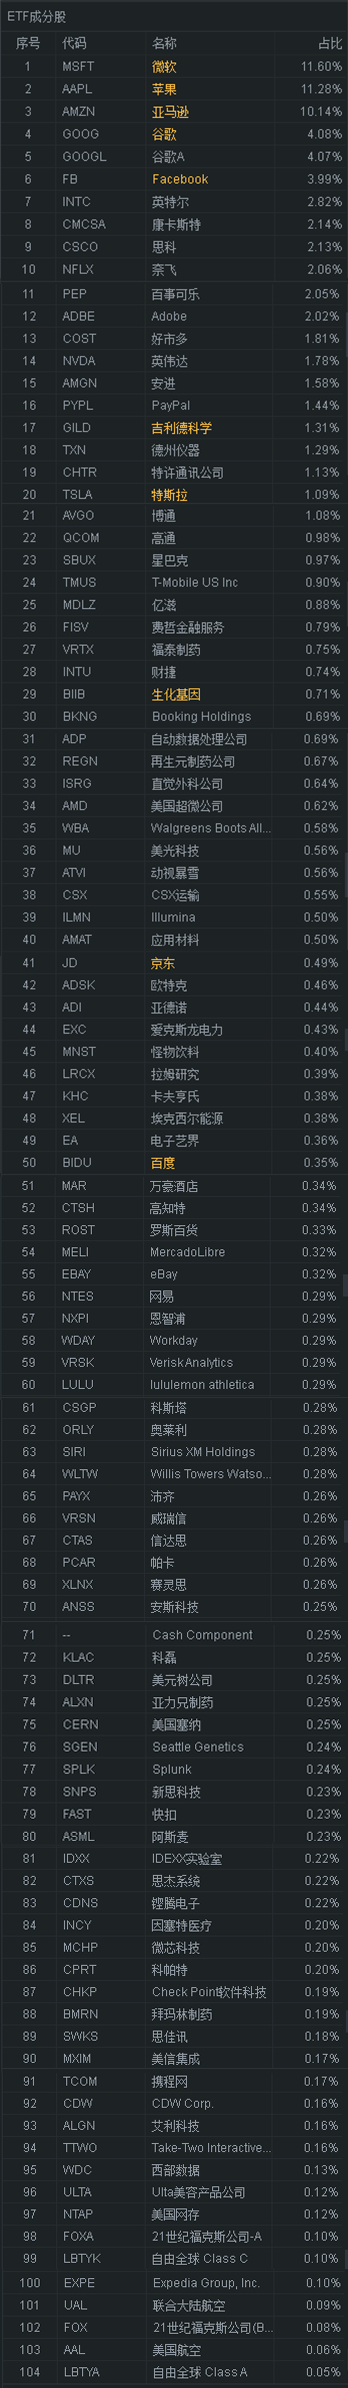 ETF成分股
序号 代码 名称 占比
1 MSFT 微软 11.60%
2 AAPL 苹果 11.28%
3 AMZN 亚马逊 10.14%
4 GOOG 谷歌 4.08%
5 GOOGL 谷歌A 4.07%
6 FB Facebook 3.99%
7 INTC 英特尔 2.82%
8 CMCSA 康卡斯特 2.14%
9 CSCO 思科 2.13%
10 NFLX 奈飞 2.06%
11 PEP 百事可乐 2.05%
12 ADBE Adobe 2.02%
13 COST 好市多 1.81%
14 NVDA 英伟达 1.78%
15 AMGN 安进 1.58%
16 PYPL PayPal 1.44%
17 GILD 吉利德科学 1.31%
18 TXN 德州仪器 1.29%
19 CHTR 特许通讯公司 1.13%
20 TSLA 特斯拉 1.09%
21 AVGO 博通 1.08%
22 QCOM 高通 0.98%
23 SBUX 星巴克 0.97%
24 TMUS T-Mobile US Inc 0.90%
25 MDLZ 亿滋 0.88%
26 FISV 费哲金融服务 0.79%
27 VRTX 福泰制药 0.75%
28 INTU 财捷 0.74%
29 BIIB 生化基因 0.71%
30 BKNG Booking Holdings 0.69%
31 ADP 自动数据处理公司 0.69%
32 REGN 再生元制药公司 0.67%
33 ISRG 直觉外科公司 0.64%
34 AMD 美国超微公司 0.62%
35 WBA Walgreens Boots All... 0.58%
36 MU 美光科技 0.56%
37 ATVI 动视暴雪 0.56%
38 CSX CSX运输 0.55%
39 ILMN Illumina 0.50%
40 AMAT 应用材料 0.50%
41 JD 京东 0.49%
42 ADSK 欧特克 0.46%
43 ADI 亚德诺 0.44%
44 EXC 爱克斯龙电力 0.43%
45 MNST 怪物饮料 0.40%
46 LRCX 拉姆研究 0.39%
47 KHC 卡夫亨氏 0.38%
48 XEL 埃克西尔能源 0.38%
49 EA 电子艺界 0.36%
50 BIDU 百度 0.35%
51 MAR 万豪酒店 0.34%
52 CTSH 高知特 0.34%
53 ROST 罗斯百货 0.33%
54 MELI MercadoLibre 0.32%
55 EBAY eBay 0.32%
56 NTES 网易 0.29%
57 NXPI 恩智浦 0.29%
58 WDAY Workday 0.29%
59 VRSK Verisk Analytics 0.29%
60 LULU lululemon athletica 0.29%
61 CSGP 科斯塔 0.28%
62 ORLY 奥莱利 0.28%
63 SIRI Sirius XM Holdings 0.28%
64 WLTW Willis Towers Watso... 0.28%
65 PAYX 沛齐 0.26%
66 VRSN 威瑞信 0.26%
67 CTAS 信达思 0.26%
68 PCAR 帕卡 0.26%
69 XLNX 赛灵思 0.26%
70 ANSS 安斯科技 0.25%
71 -- Cash Component 0.25%
72 KLAC 科磊 0.25%
73 DLTR 美元树公司 0.25%
74 ALXN 亚力兄制药 0.25%
75 CERN 美国塞纳 0.25%
76 SGEN Seattle Genetics 0.24%
77 SPLK Splunk 0.24%
78 SNPS 新思科技 0.23%
79 FAST 快扣 0.23%
80 ASML 阿斯麦 0.23%
81 IDXX IDEXX实验室 0.22%
82 CTXS 思杰系统 0.22%
83 CDNS 铿腾电子 0.22%
84 INCY 因塞特医疗 0.20%
85 MCHP 微芯科技 0.20%
86 CPRT 科帕特 0.20%
87 CHKP Check Point软件科技 0.19%
88 BMRN 拜玛林制药 0.19%
89 SWKS 思佳讯 0.18%
90 MXIM 美信集成 0.17%
91 TCOM 携程网 0.17%
92 CDW CDW Corp. 0.16%
93 ALGN 艾利科技 0.16%
94 TTWO Take-Two Interactive... 0.16%
95 WDC 西部数据 0.13%
96 ULTA Ulta美容产品公司 0.12%
97 NTAP 美国网存 0.12%
98 FOXA 21世纪福克斯公司-A 0.10%
99 LBTYK 自由全球 Class C 0.10%
100 EXPE Expedia Group, Inc. 0.10%
101 UAL 联合大陆航空 0.09%
102 FOX 21世纪福克斯公司(B... 0.08%
103 AAL 美国航空 0.06%
104 LBTYA 自由全球 Class A 0.05%